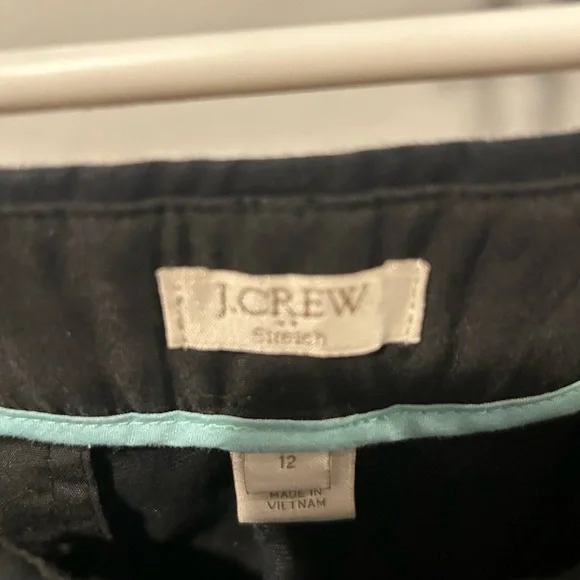 J.CREW
Stretch
12
MADE IN
VIETNAM